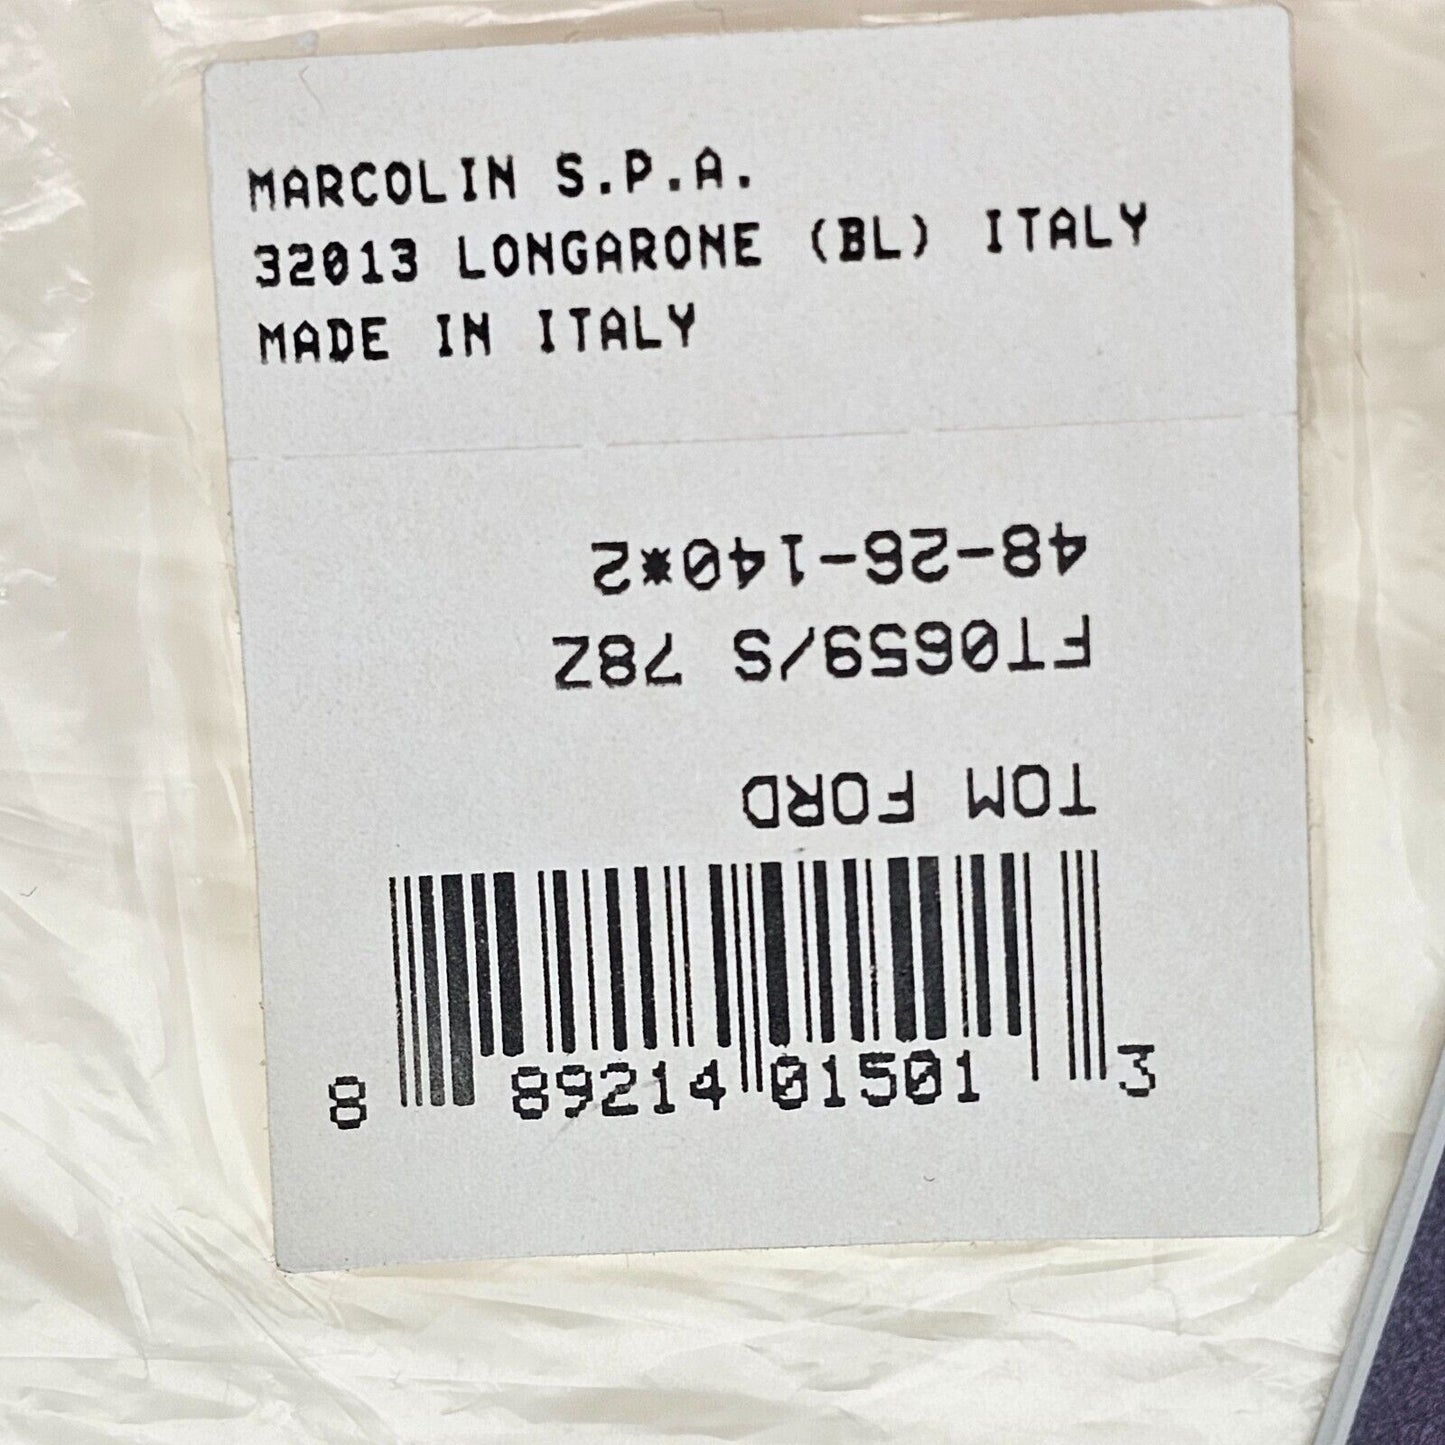 MARCOLIN S.P.A.
32013 LONGARONE (BL) ITALY
MADE IN ITALY
TOM FORD
FT0659/S 78Z
48-26-140*2
8 89214 01501 3